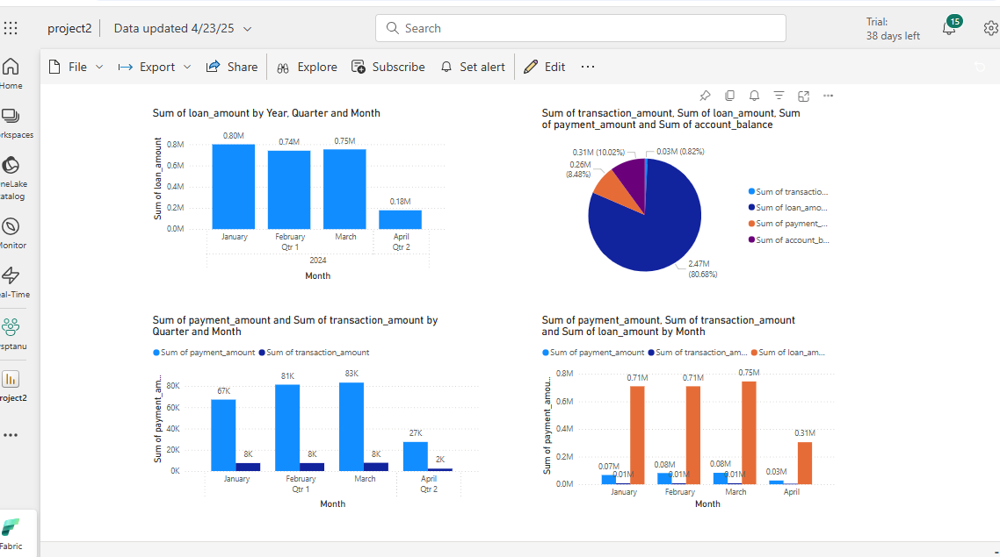 project2
Data updated 4/23/25
Search
Trial:
38 days left
15
File
Export
Share
Explore
Subscribe
Set alert
Edit
Home
rkspaces
neLake
atalog
Monitor
al-Time
sptanu
roject2
Fabric
Sum of loan_amount by Year, Quarter and Month
Sum of loan_amount
0.8M
0.6M
0.4M
0.2M
0.0M
0.80M
0.74M
0.75M
0.18M
January
February
March
April
Qtr 1
Qtr 2
2024
Month
Sum of transaction_amount, Sum of loan_amount, Sum
of payment_amount and Sum of account_balance
0.31M (10.02%)
0.03M (0.82%)
0.26M
(8.48%)
2.47M
(80.68%)
Sum of transactio...
Sum of loan_amo...
Sum of payment_...
Sum of account_b...
Sum of payment_amount and Sum of transaction_amount by
Quarter and Month
Sum of payment_amount
Sum of transaction_amount
Sum of payment_am...
80K
60K
40K
20K
0K
67K
8K
81K
8K
83K
8K
27K
2K
January
February
March
April
Qtr 1
Qtr 2
Month
Sum of payment_amount, Sum of transaction_amount
and Sum of loan_amount by Month
Sum of payment_amount
Sum of transaction_am...
Sum of loan_am...
Sum of payment_amou...
0.8M
0.6M
0.4M
0.2M
0.0M
0.07M
0.01M
0.71M
0.08M
0.01M
0.71M
0.08M
0.01M
0.75M
0.03M
0.31M
January
February
March
April
Month